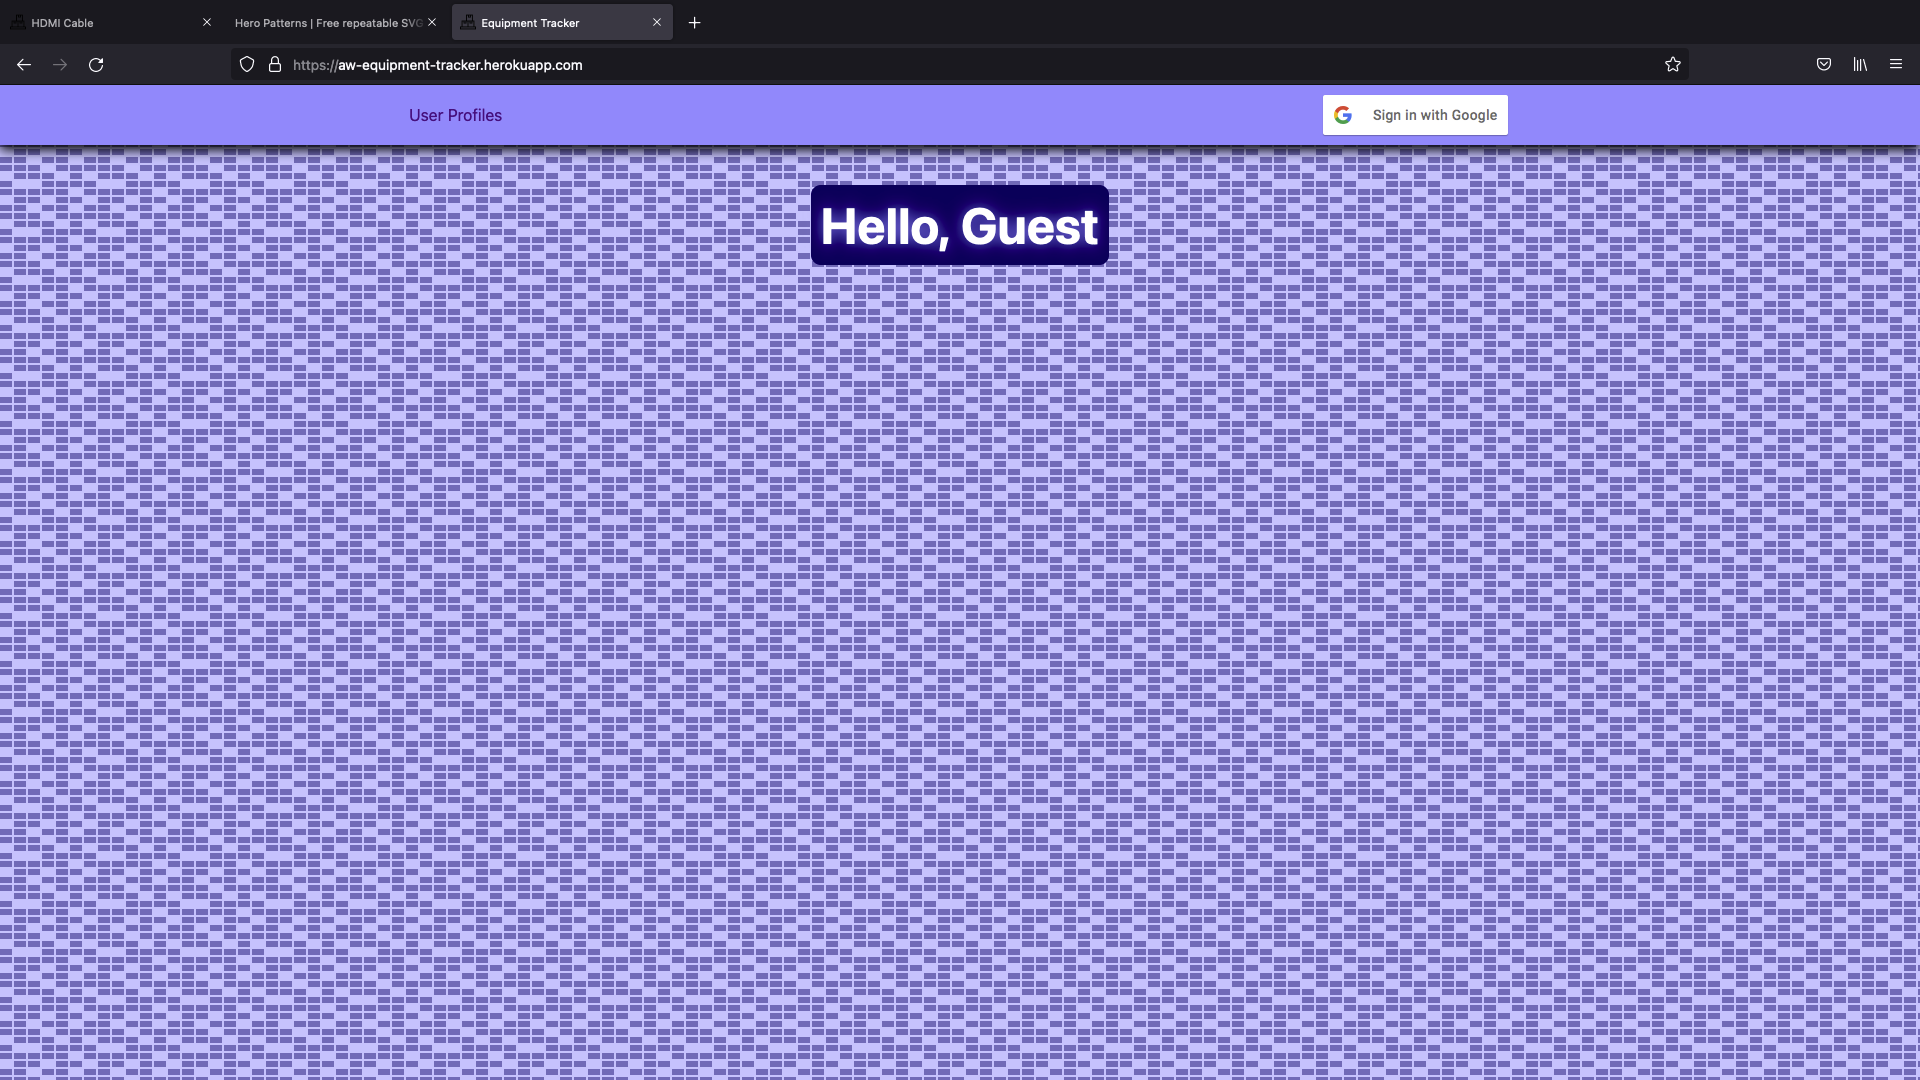 HDMI Cable
Hero Patterns | Free repeatable SVG
Equipment Tracker
https://aw-equipment-tracker.herokuapp.com
User Profiles
Sign in with Google
Hello, Guest